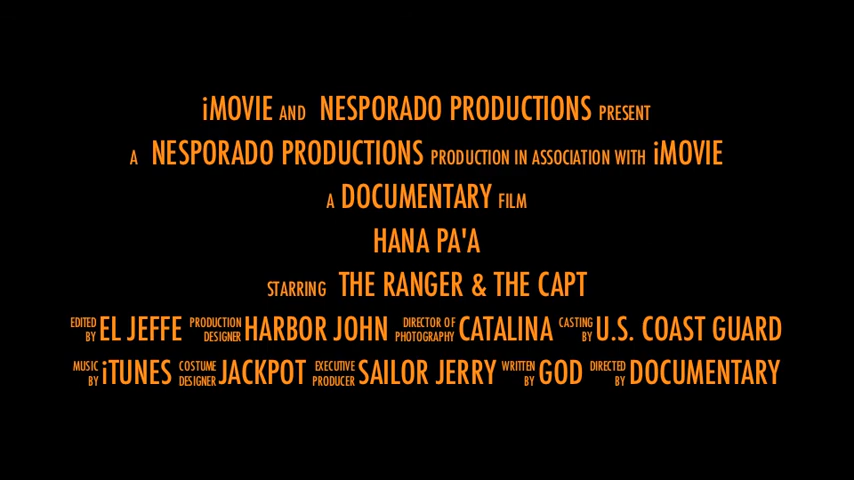 iMOVIE AND NESPORADO PRODUCTIONS PRESENT
A NESPORADO PRODUCTIONS PRODUCTION IN ASSOCIATION WITH iMOVIE
A DOCUMENTARY FILM
HANA PA'A
STARRING THE RANGER & THE CAPT
EDITED BY EL JEFFE PRODUCTION DESIGNER HARBOR JOHN DIRECTOR OF PHOTOGRAPHY CATALINA CASTING BY U.S. COAST GUARD
MUSIC BY iTUNES COSTUME DESIGNER JACKPOT EXECUTIVE PRODUCER SAILOR JERRY WRITTEN BY GOD DIRECTED BY DOCUMENTARY